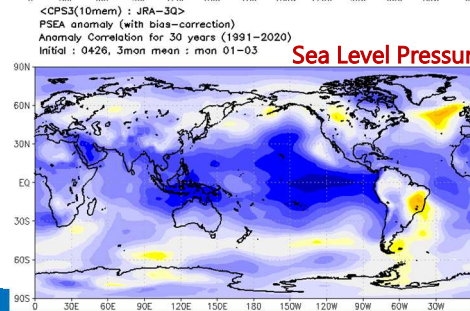 <CPS3(10mem) : JRA-3Q>
PSEA anomaly (with bias-correction)
Anomaly Correlation for 30 years (1991-2020)
Initial : 0426, 3mon mean : mon 01-03
Sea Level Pressur
90N
60N
30N
EQ
30S
60S
90S
0 30E 60E 90E 120E 150E 180 150W 120W 90W 60W 30W